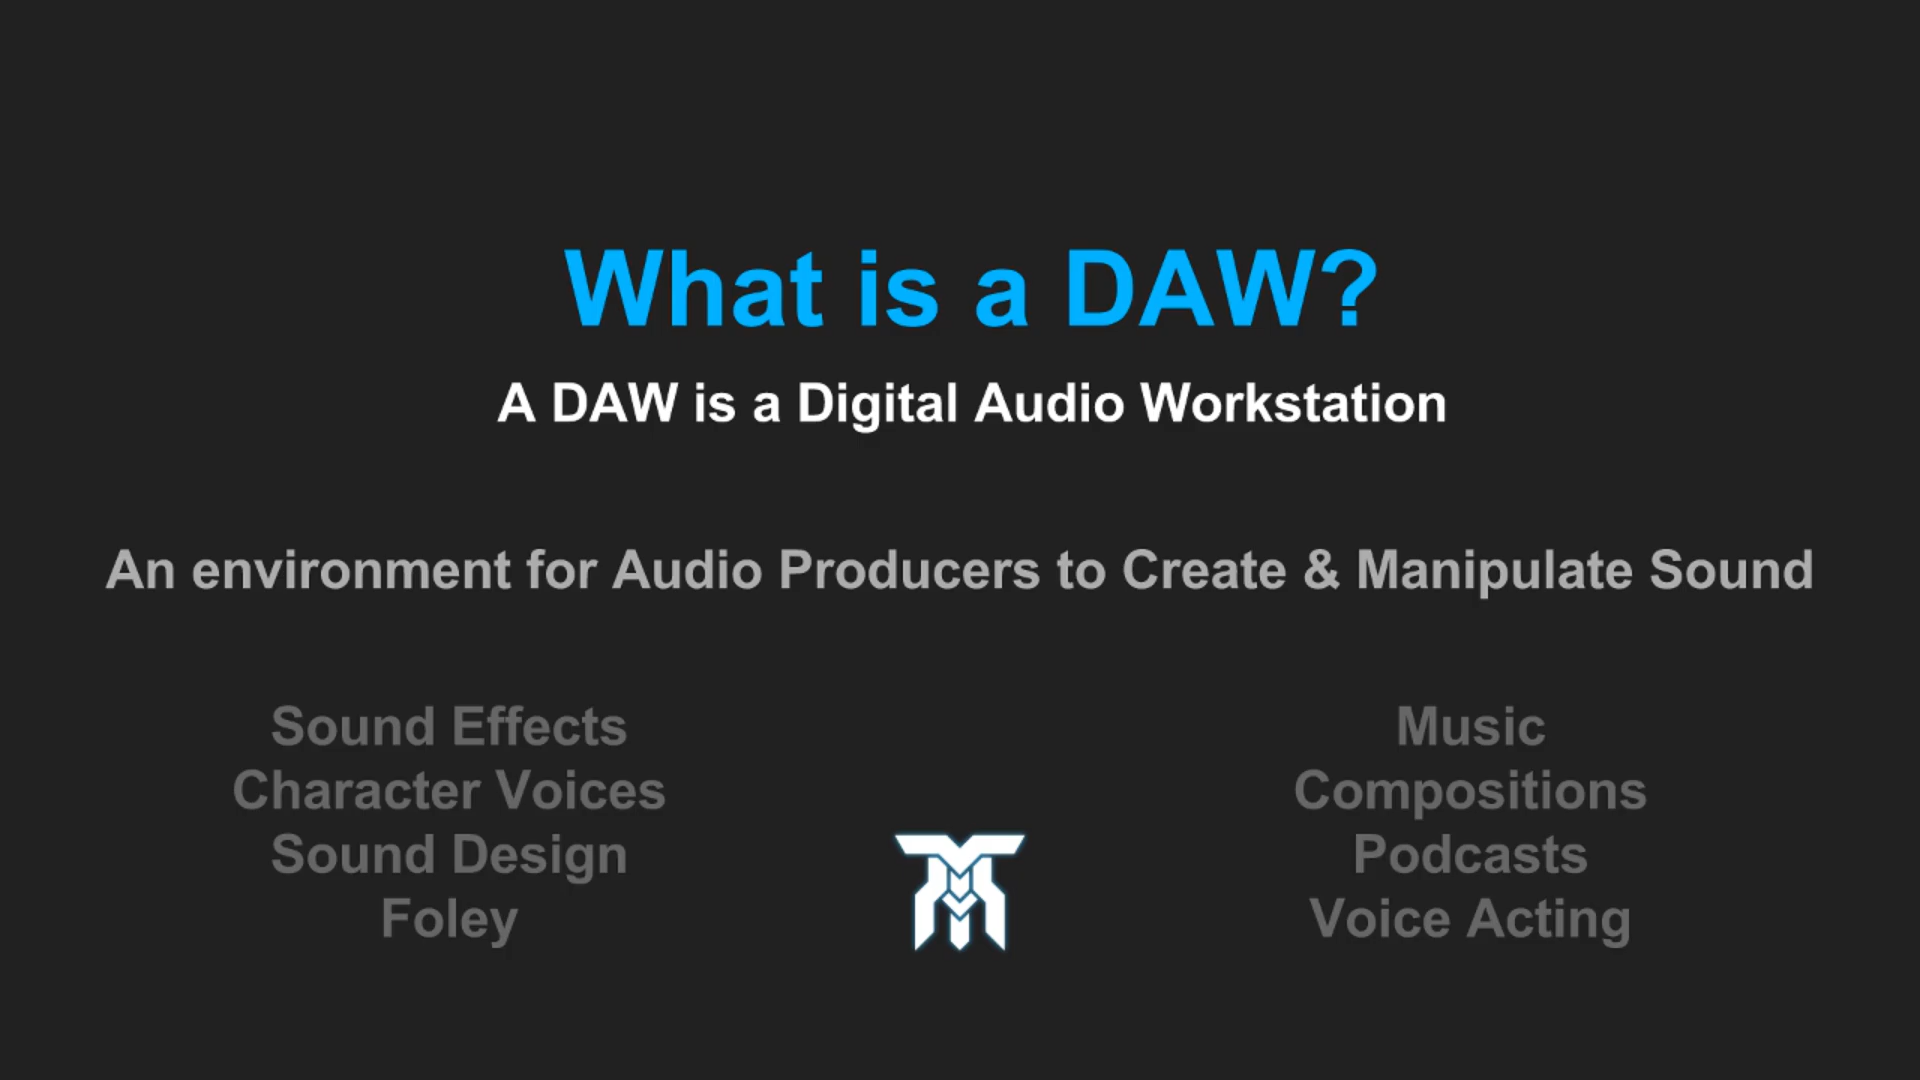 What is a DAW?
A DAW is a Digital Audio Workstation
An environment for Audio Producers to Create & Manipulate Sound
Sound Effects
Character Voices
Sound Design
Foley
Music
Compositions
Podcasts
Voice Acting